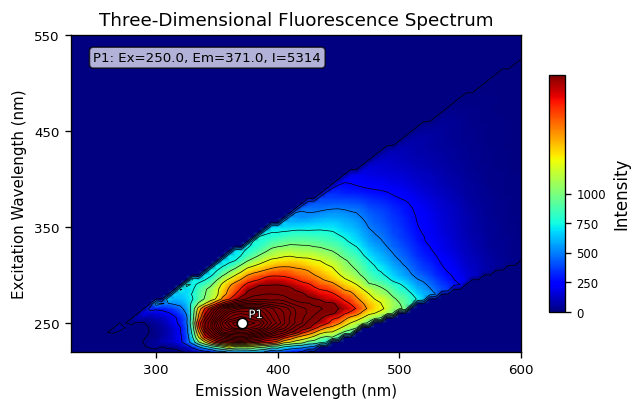 Three-Dimensional Fluorescence Spectrum
P1: Ex=250.0, Em=371.0, I=5314
550
450
350
250
Excitation Wavelength (nm)
P1
300
400
500
600
Emission Wavelength (nm)
1000
750
500
250
0
Intensity